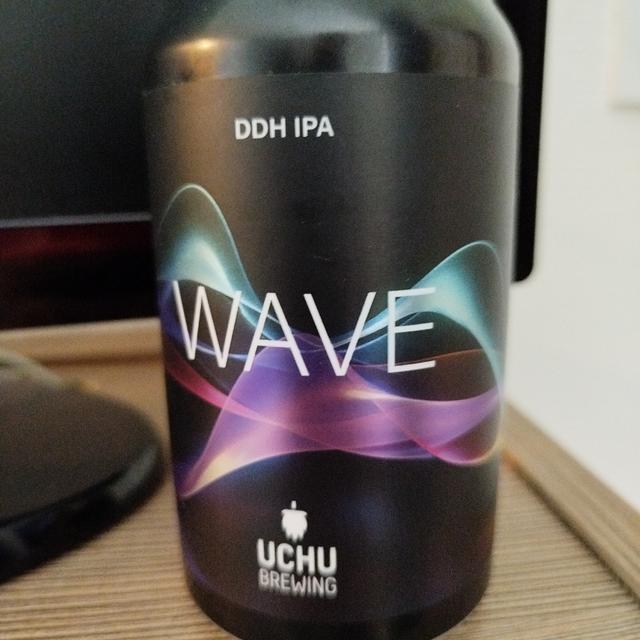 DDH IPA
WAVE
UCHU
BREWING